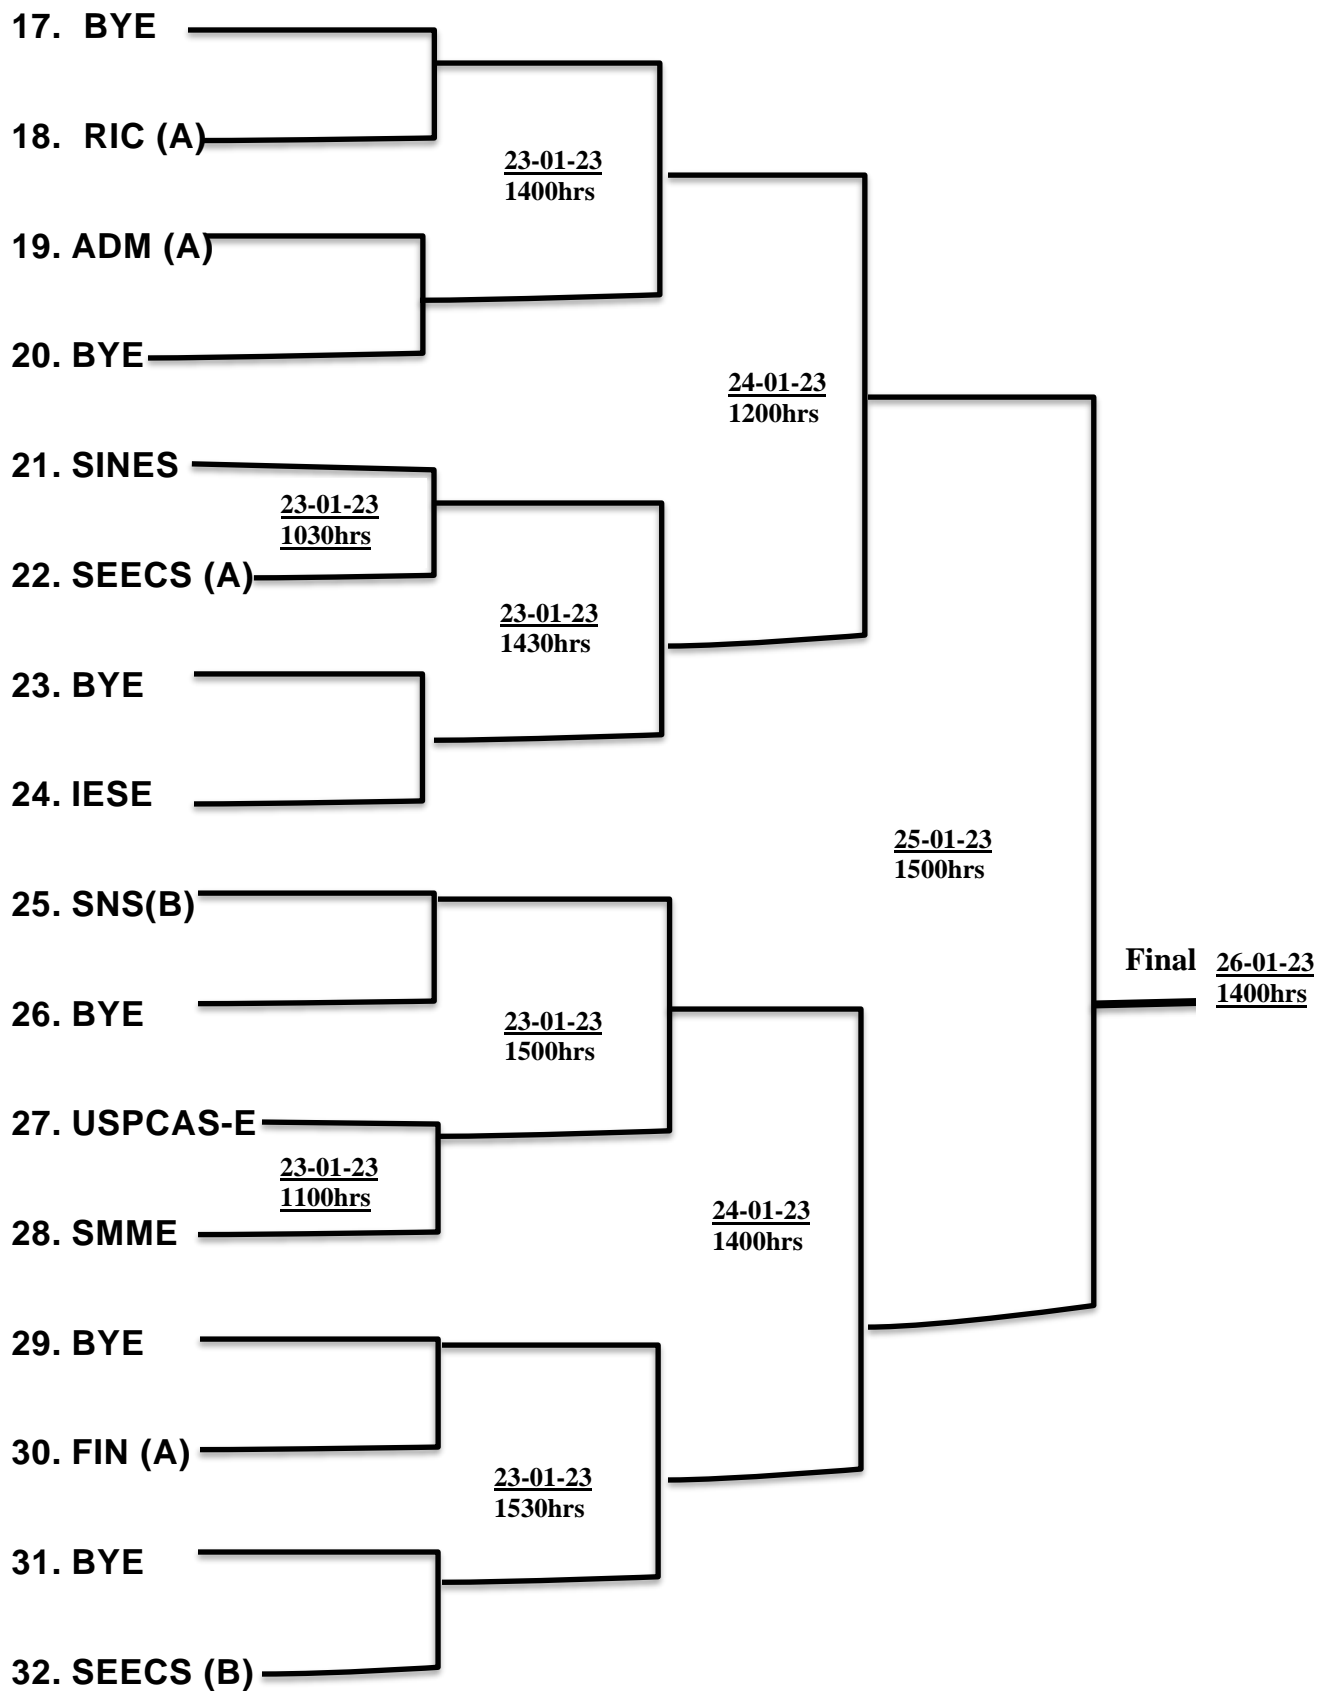 17. BYE
18. RIC (A)
23-01-23
1400hrs
19. ADM (A)
20. BYE
24-01-23
1200hrs
21. SINES
23-01-23
1030hrs
22. SEECS (A)
23-01-23
1430hrs
23. BYE
24. IESE
25-01-23
1500hrs
25. SNS(B)
Final 26-01-23
1400hrs
26. BYE
23-01-23
1500hrs
27. USPCAS-E
23-01-23
1100hrs
28. SMME
24-01-23
1400hrs
29. BYE
30. FIN (A)
23-01-23
1530hrs
31. BYE
32. SEECS (B)